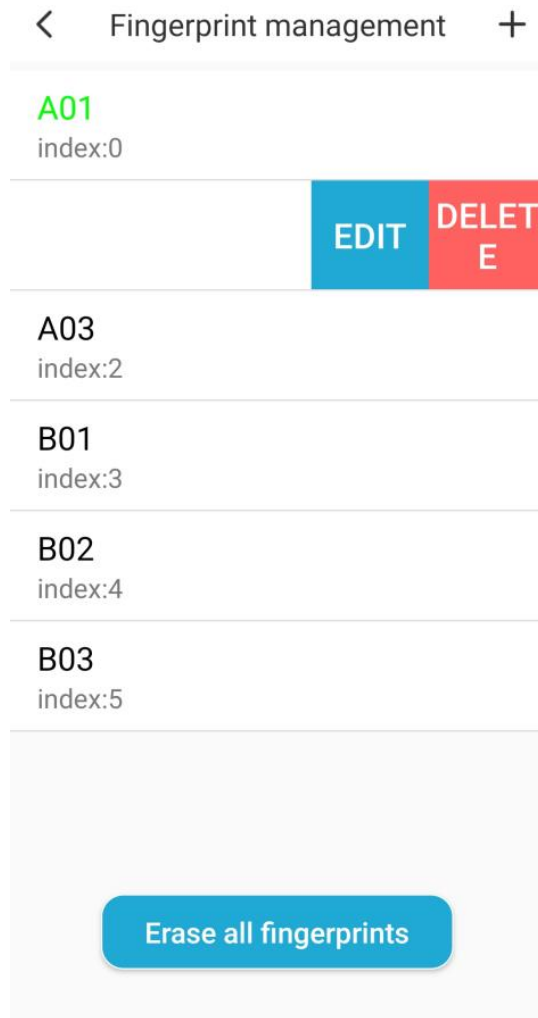 Fingerprint management
A01
index:0
EDIT
DELET
E
A03
index:2
B01
index:3
B02
index:4
B03
index:5
Erase all fingerprints